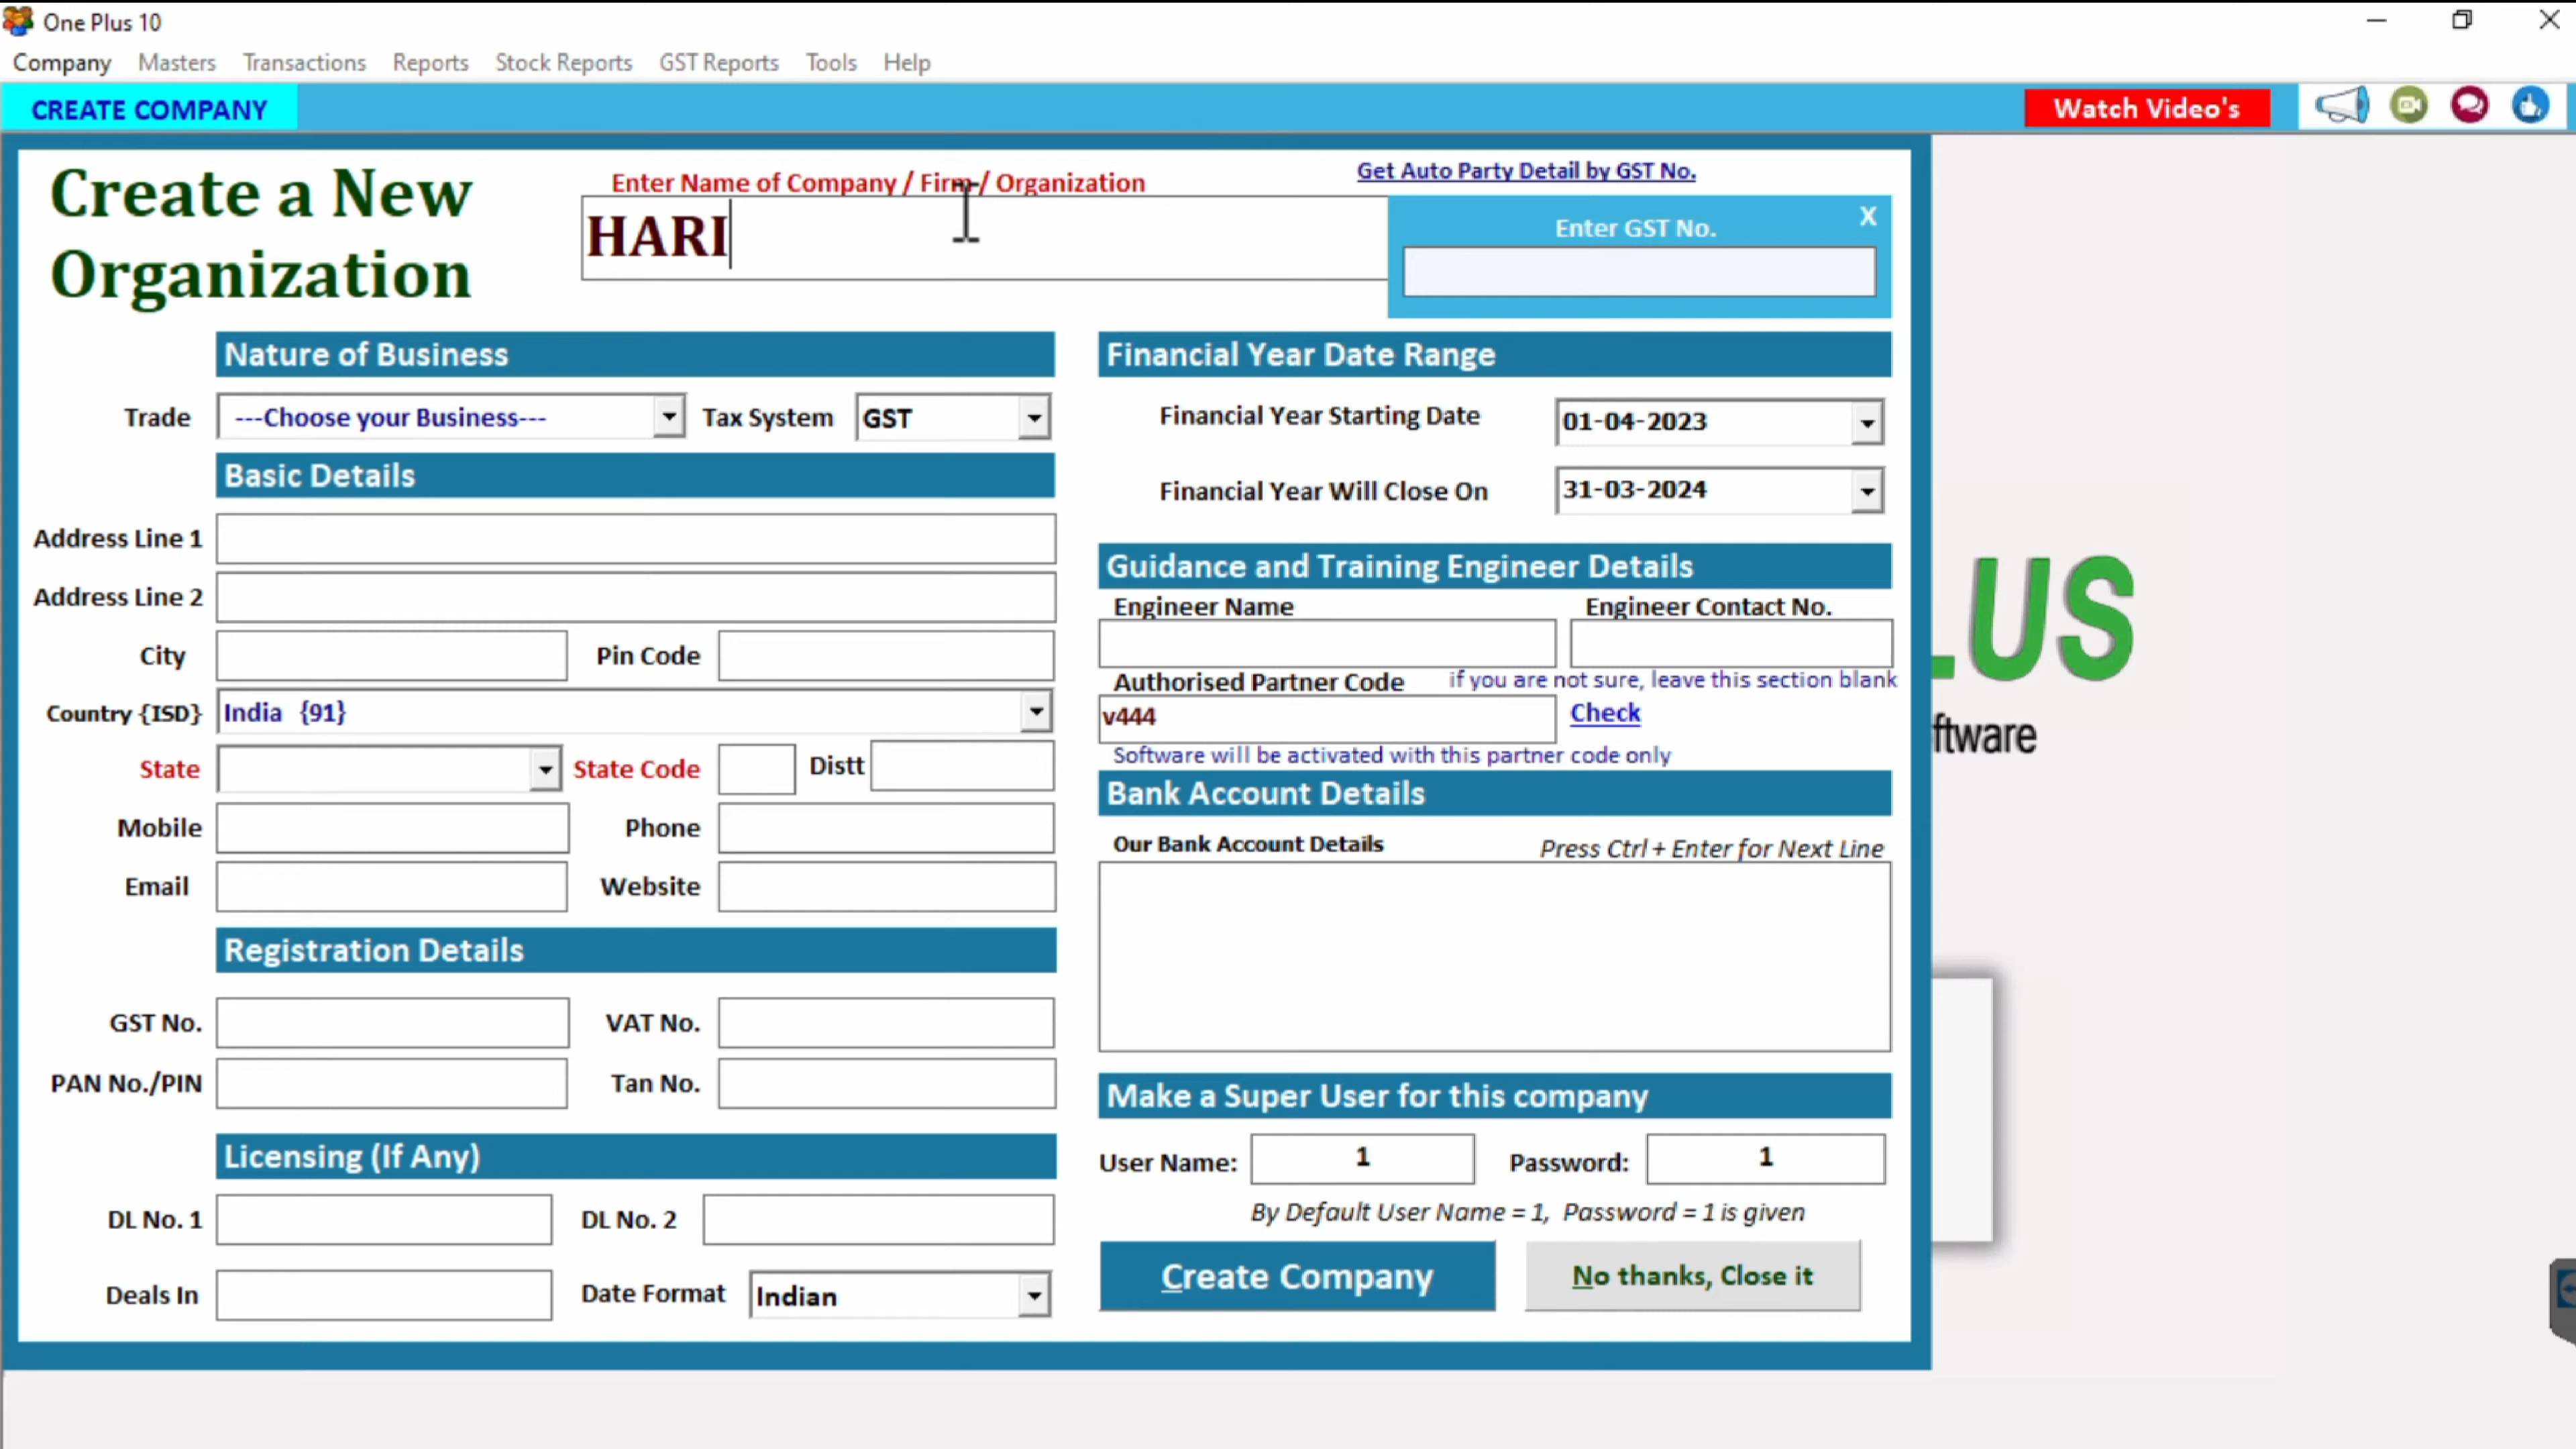 One Plus 10
Company Masters Transactions Reports Stock Reports GST Reports Tools Help
CREATE COMPANY
Watch Video's
Create a New
Organization
Enter Name of Company / Firm / Organization
HARI
Get Auto Party Detail by GST No.
Enter GST No. X
Nature of Business
Trade ---Choose your Business--- Tax System GST
Basic Details
Address Line 1
Address Line 2
City Pin Code
Country {ISD} India {91}
State State Code Distt
Mobile Phone
Email Website
Registration Details
GST No. VAT No.
PAN No./PIN Tan No.
Licensing (If Any)
DL No. 1 DL No. 2
Deals In Date Format Indian
Financial Year Date Range
Financial Year Starting Date 01-04-2023
Financial Year Will Close On 31-03-2024
Guidance and Training Engineer Details
Engineer Name Engineer Contact No.
Authorised Partner Code if you are not sure, leave this section blank
v444 Check
Software will be activated with this partner code only
Bank Account Details
Our Bank Account Details Press Ctrl + Enter for Next Line
Make a Super User for this company
User Name: 1 Password: 1
By Default User Name = 1, Password = 1 is given
Create Company No thanks, Close it
LUS
ftware